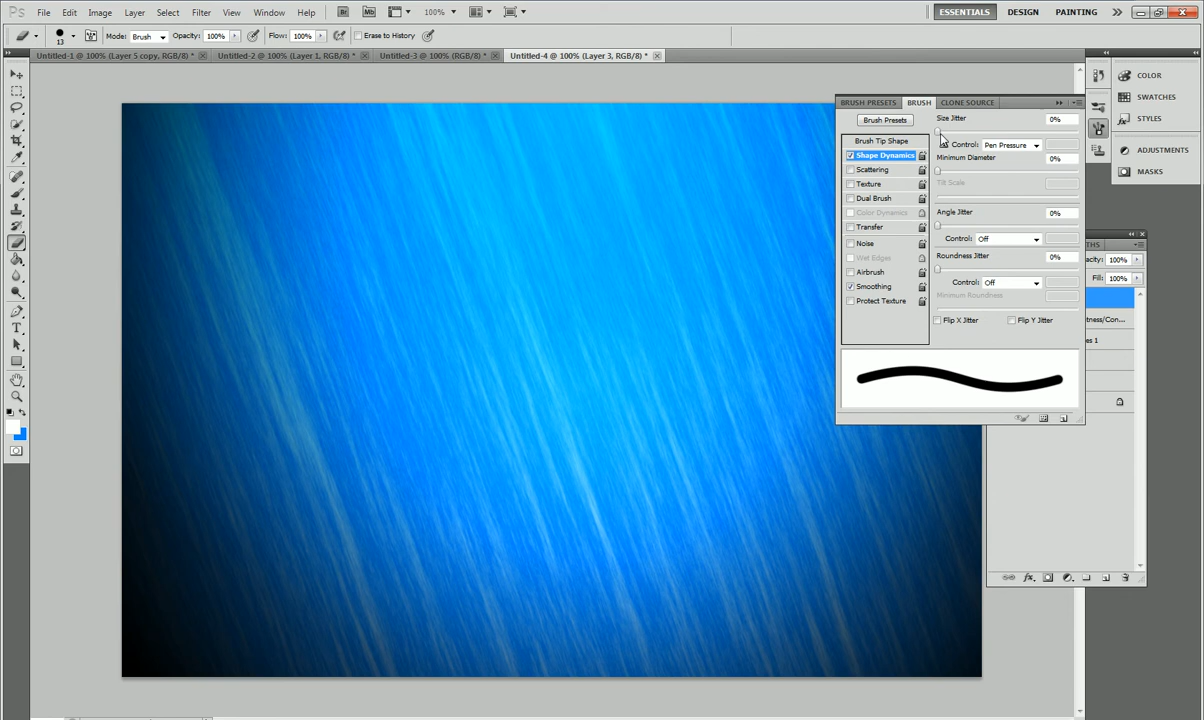 Ps File Edit Image Layer Select Filter Analysis View Window Help Br Mb 100% ESSENTIALS DESIGN PAINTING
13 Mode: Brush Opacity: 100% Flow: 100% Erase to History
Untitled-1 @ 100% (Layer 5 copy, RGB/8) * Untitled-2 @ 100% (Layer 1, RGB/8) * Untitled-3 @ 100% (RGB/8) * Untitled-4 @ 100% (Layer 3, RGB/8) *
BRUSH PRESETS BRUSH CLONE SOURCE
Brush Presets
Brush Tip Shape
Shape Dynamics
Scattering
Texture
Dual Brush
Color Dynamics
Transfer
Noise
Wet Edges
Airbrush
Smoothing
Protect Texture
Size Jitter 0%
Control: Pen Pressure
Minimum Diameter 0%
Tilt Scale
Angle Jitter 0%
Control: Off
Roundness Jitter 0%
Control: Off
Minimum Roundness
Flip X Jitter Flip Y Jitter
COLOR
SWATCHES
STYLES
ADJUSTMENTS
MASKS
THS
acity: 100%
Fill: 100%
tness/Con...
es 1
T
fx